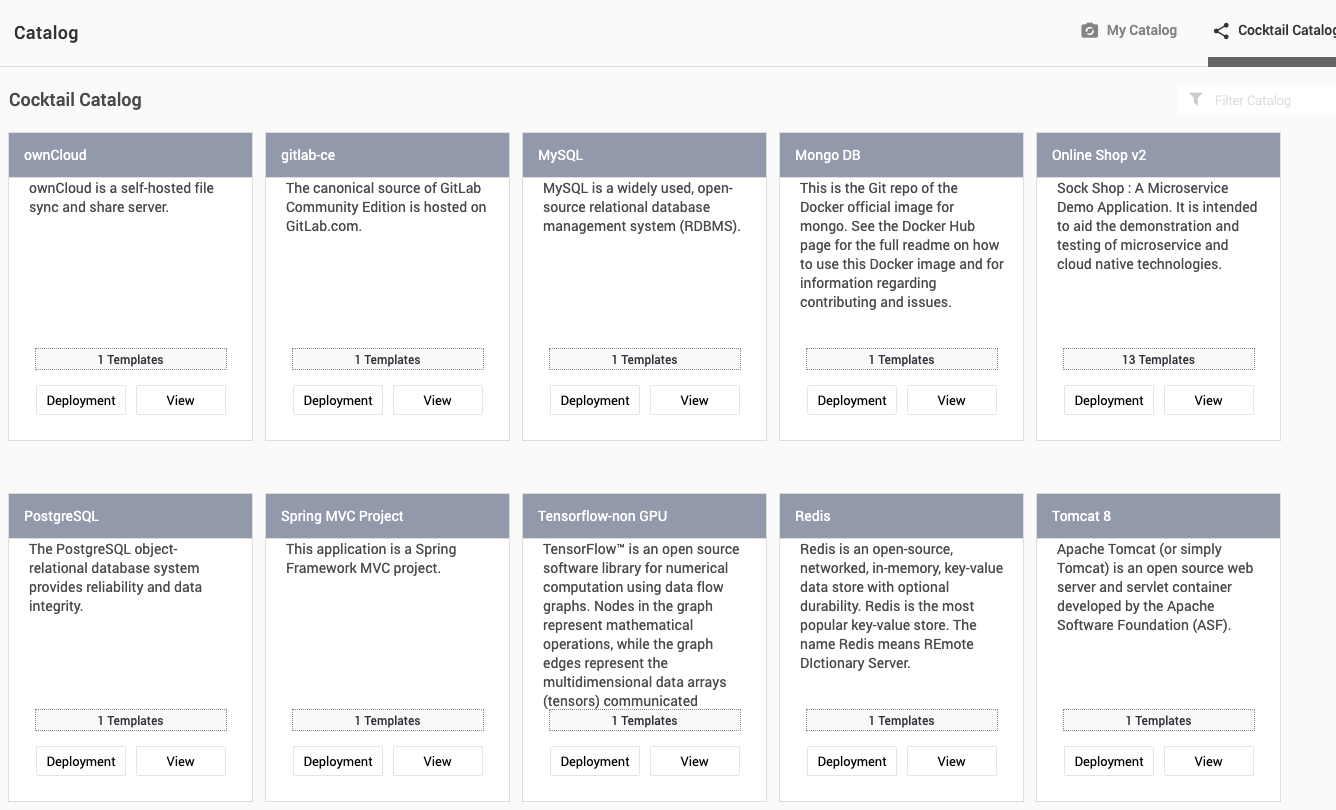 Catalog
My Catalog
Cocktail Catalog
Cocktail Catalog
Filter Catalog
ownCloud
ownCloud is a self-hosted file
sync and share server.
1 Templates
Deployment
View
gitlab-ce
The canonical source of GitLab
Community Edition is hosted on
GitLab.com.
1 Templates
Deployment
View
MySQL
MySQL is a widely used, open-
source relational database
management system (RDBMS).
1 Templates
Deployment
View
Mongo DB
This is the Git repo of the
Docker official image for
mongo. See the Docker Hub
page for the full readme on how
to use this Docker image and for
information regarding
contributing and issues.
1 Templates
Deployment
View
Online Shop v2
Sock Shop : A Microservice
Demo Application. It is intended
to aid the demonstration and
testing of microservice and
cloud native technologies.
13 Templates
Deployment
View
PostgreSQL
The PostgreSQL object-
relational database system
provides reliability and data
integrity.
1 Templates
Deployment
View
Spring MVC Project
This application is a Spring
Framework MVC project.
1 Templates
Deployment
View
Tensorflow-non GPU
TensorFlow™ is an open source
software library for numerical
computation using data flow
graphs. Nodes in the graph
represent mathematical
operations, while the graph
edges represent the
multidimensional data arrays
(tensors) communicated
1 Templates
Deployment
View
Redis
Redis is an open-source,
networked, in-memory, key-value
data store with optional
durability. Redis is the most
popular key-value store. The
name Redis means REmote
DIctionary Server.
1 Templates
Deployment
View
Tomcat 8
Apache Tomcat (or simply
Tomcat) is an open source web
server and servlet container
developed by the Apache
Software Foundation (ASF).
1 Templates
Deployment
View